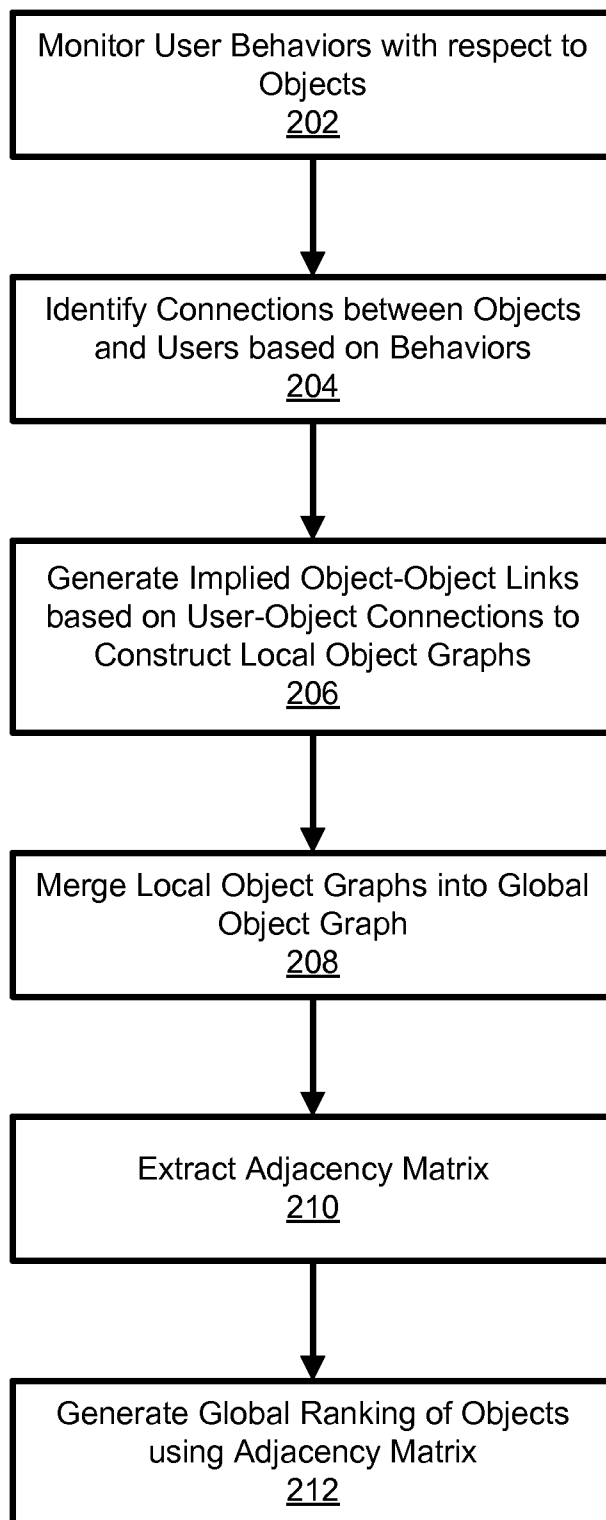 Monitor User Behaviors with respect to
Objects
202
Identify Connections between Objects
and Users based on Behaviors
204
Generate Implied Object-Object Links
based on User-Object Connections to
Construct Local Object Graphs
206
Merge Local Object Graphs into Global
Object Graph
208
Extract Adjacency Matrix
210
Generate Global Ranking of Objects
using Adjacency Matrix
212